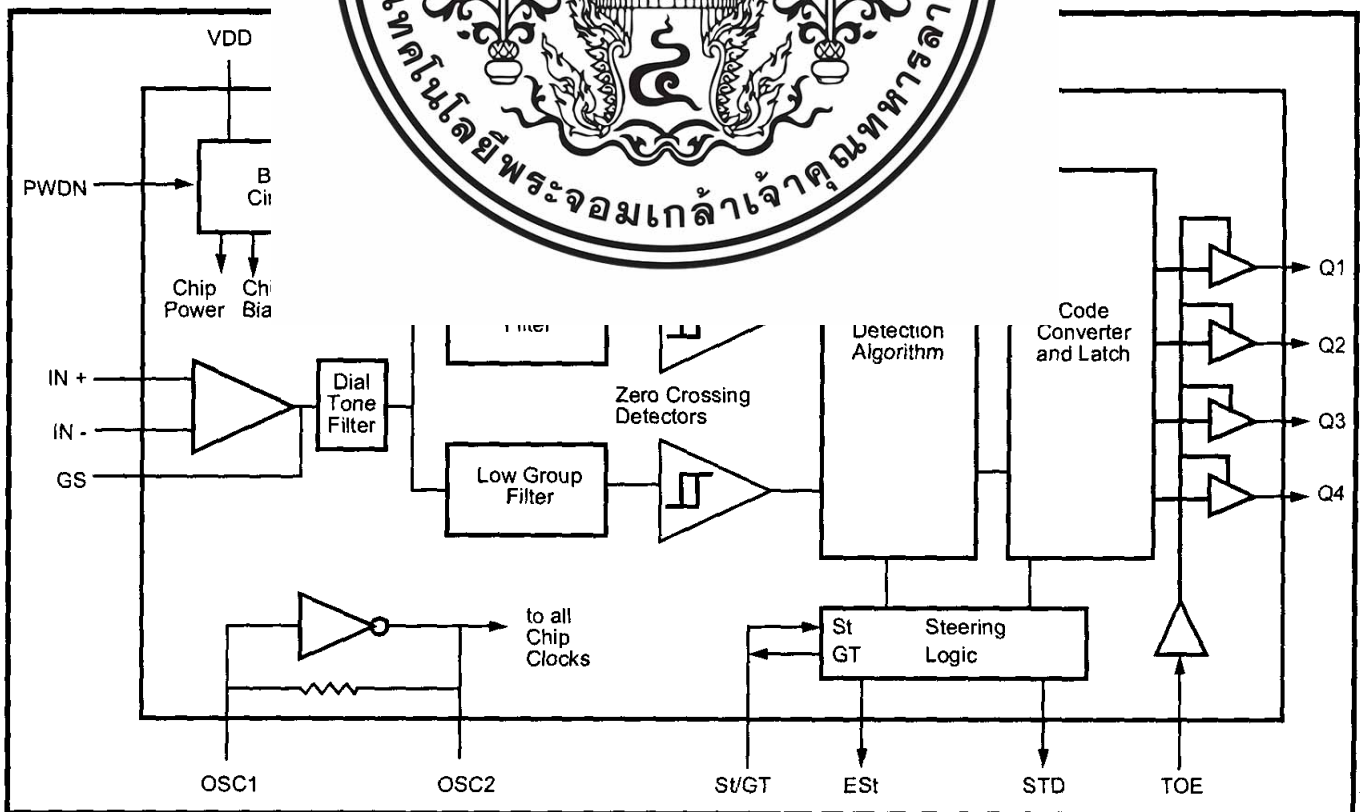 VDD
เทคโนโลยีพระจอมเกล้าเจ้าคุณทหารลา
PWDN
Chip
Power
IN +
IN -
GS
Dial
Tone
Filter
Filter
Low Group
Filter
Zero Crossing
Detectors
Detection
Algorithm
Code
Converter
and Latch
Q1
Q2
Q3
Q4
to all
Chip
Clocks
St Steering
GT Logic
OSC1
OSC2
St/GT
ESt
STD
TOE